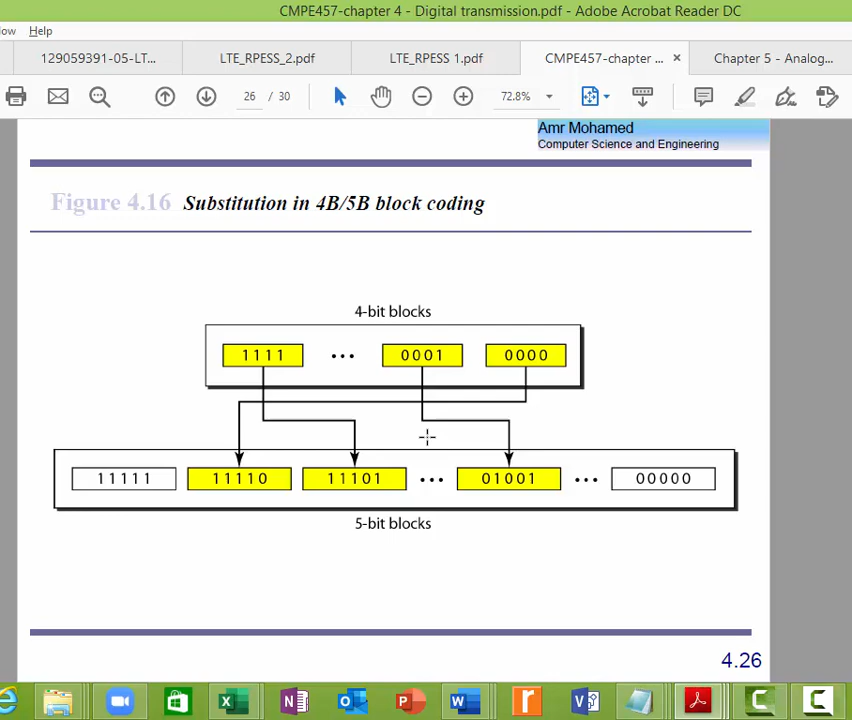 CMPE457-chapter 4 - Digital transmission.pdf - Adobe Acrobat Reader DC
Help
129059391-05-LT... LTE_RPESS_2.pdf LTE_RPESS 1.pdf CMPE457-chapter ... × Chapter 5 - Analog...
26 / 30 72.8%
Amr Mohamed
Computer Science and Engineering
Figure 4.16 Substitution in 4B/5B block coding
4-bit blocks
1111 ... 0001 0000
11111 11110 11101 ... 01001 ... 00000
5-bit blocks
4.26